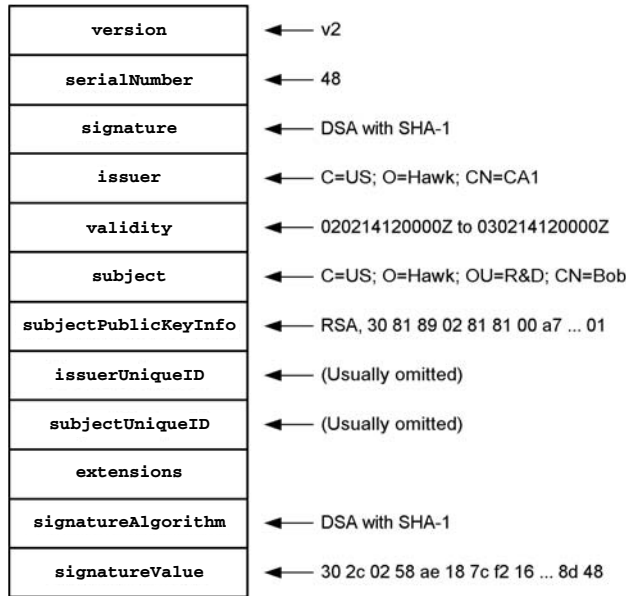 version v2
serialNumber 48
signature DSA with SHA-1
issuer C=US; O=Hawk; CN=CA1
validity 020214120000Z to 030214120000Z
subject C=US; O=Hawk; OU=R&D; CN=Bob
subjectPublicKeyInfo RSA, 30 81 89 02 81 81 00 a7 ... 01
issuerUniqueID (Usually omitted)
subjectUniqueID (Usually omitted)
extensions
signatureAlgorithm DSA with SHA-1
signatureValue 30 2c 02 58 ae 18 7c f2 16 ... 8d 48